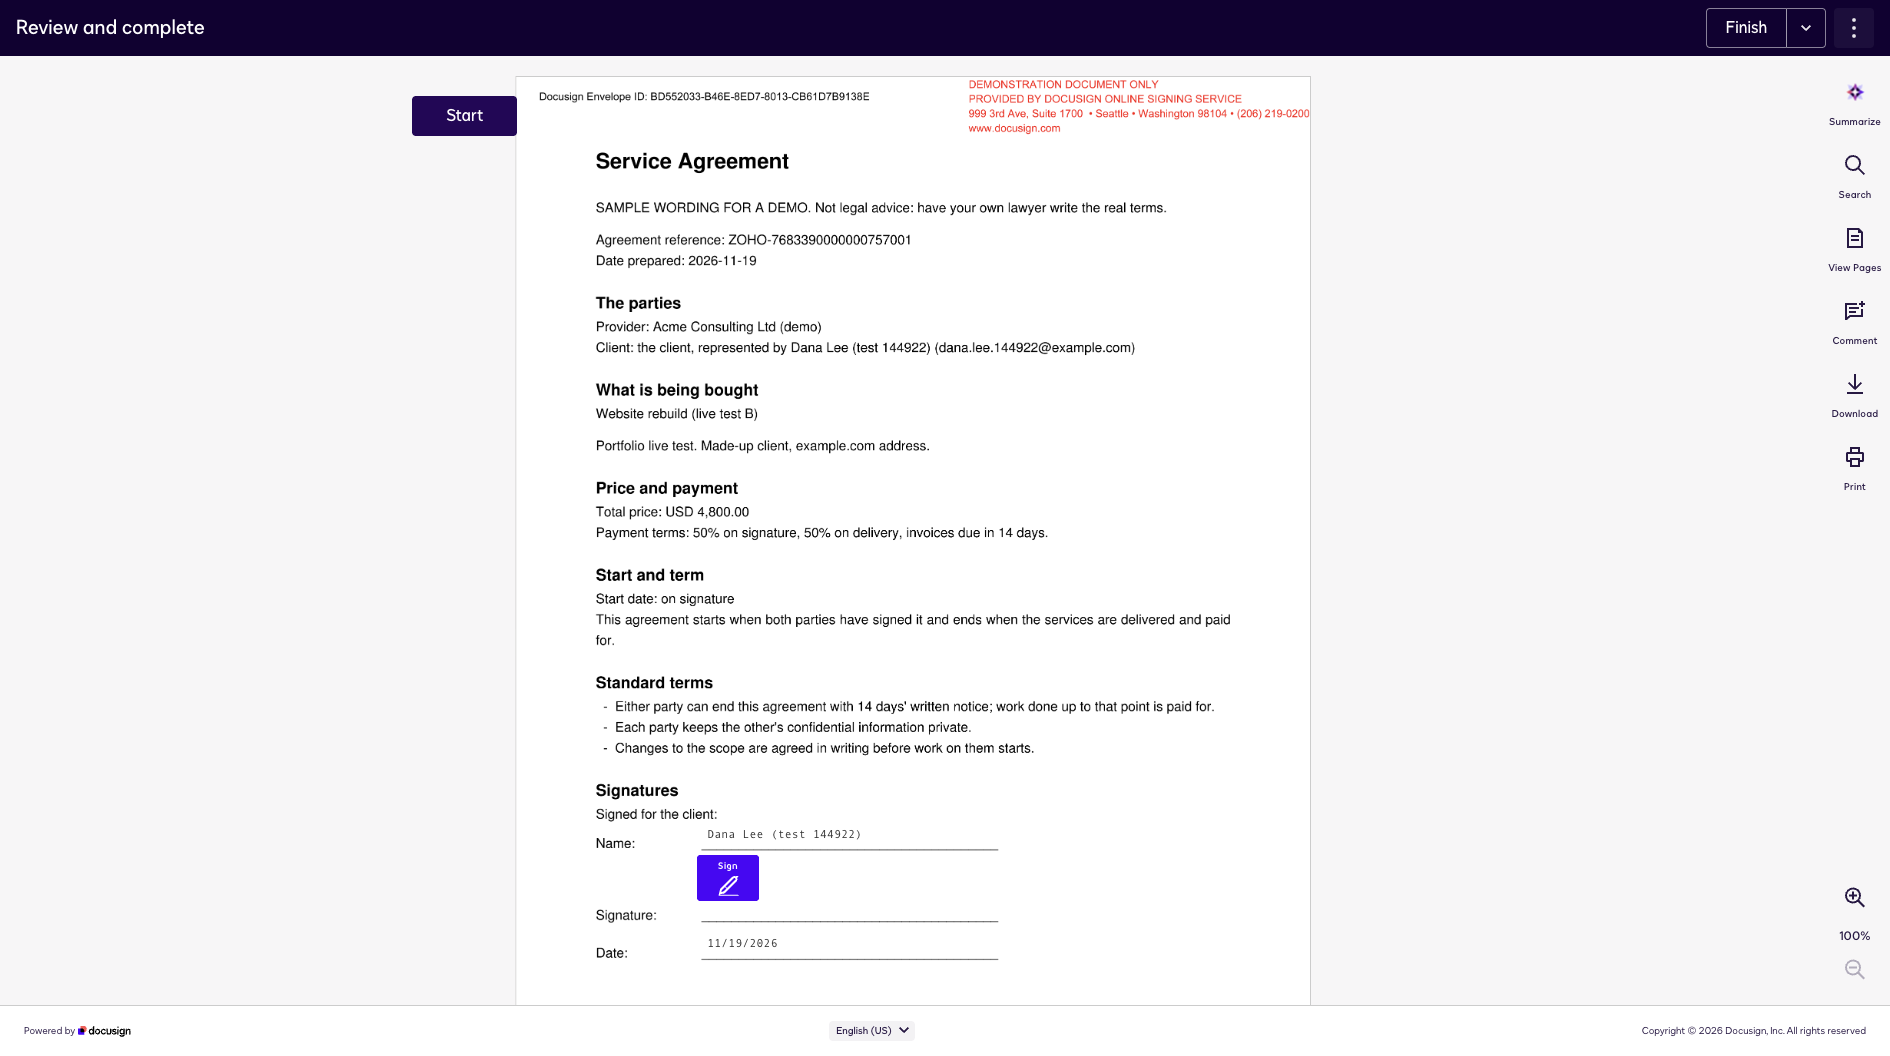 Review and complete
Finish
Start
Docusign Envelope ID: BD552033-B46E-8ED7-8013-CB61D7B9138E
DEMONSTRATION DOCUMENT ONLY
PROVIDED BY DOCUSIGN ONLINE SIGNING SERVICE
999 3rd Ave, Suite 1700 • Seattle • Washington 98104 • (206) 219-0200
www.docusign.com
Service Agreement
SAMPLE WORDING FOR A DEMO. Not legal advice: have your own lawyer write the real terms.
Agreement reference: ZOHO-7683390000000757001
Date prepared: 2026-11-19
The parties
Provider: Acme Consulting Ltd (demo)
Client: the client, represented by Dana Lee (test 144922) (dana.lee.144922@example.com)
What is being bought
Website rebuild (live test B)
Portfolio live test. Made-up client, example.com address.
Price and payment
Total price: USD 4,800.00
Payment terms: 50% on signature, 50% on delivery, invoices due in 14 days.
Start and term
Start date: on signature
This agreement starts when both parties have signed it and ends when the services are delivered and paid
for.
Standard terms
- Either party can end this agreement with 14 days' written notice; work done up to that point is paid for.
- Each party keeps the other's confidential information private.
- Changes to the scope are agreed in writing before work on them starts.
Signatures
Signed for the client:
Name: Dana Lee (test 144922)
Sign
Signature:
Date: 11/19/2026
Summarize
Search
View Pages
Comment
Download
Print
100%
Powered by docusign
English (US)
Copyright © 2026 Docusign, Inc. All rights reserved